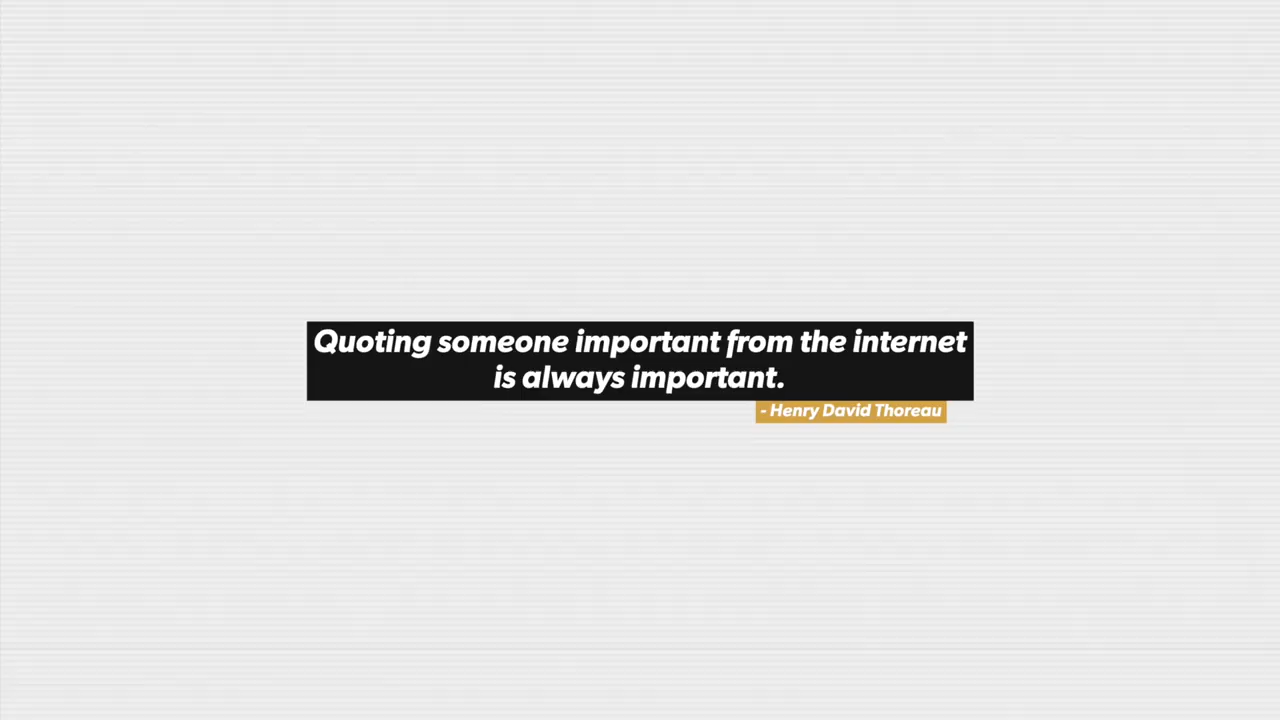 Quoting someone important from the internet
is always important.
- Henry David Thoreau